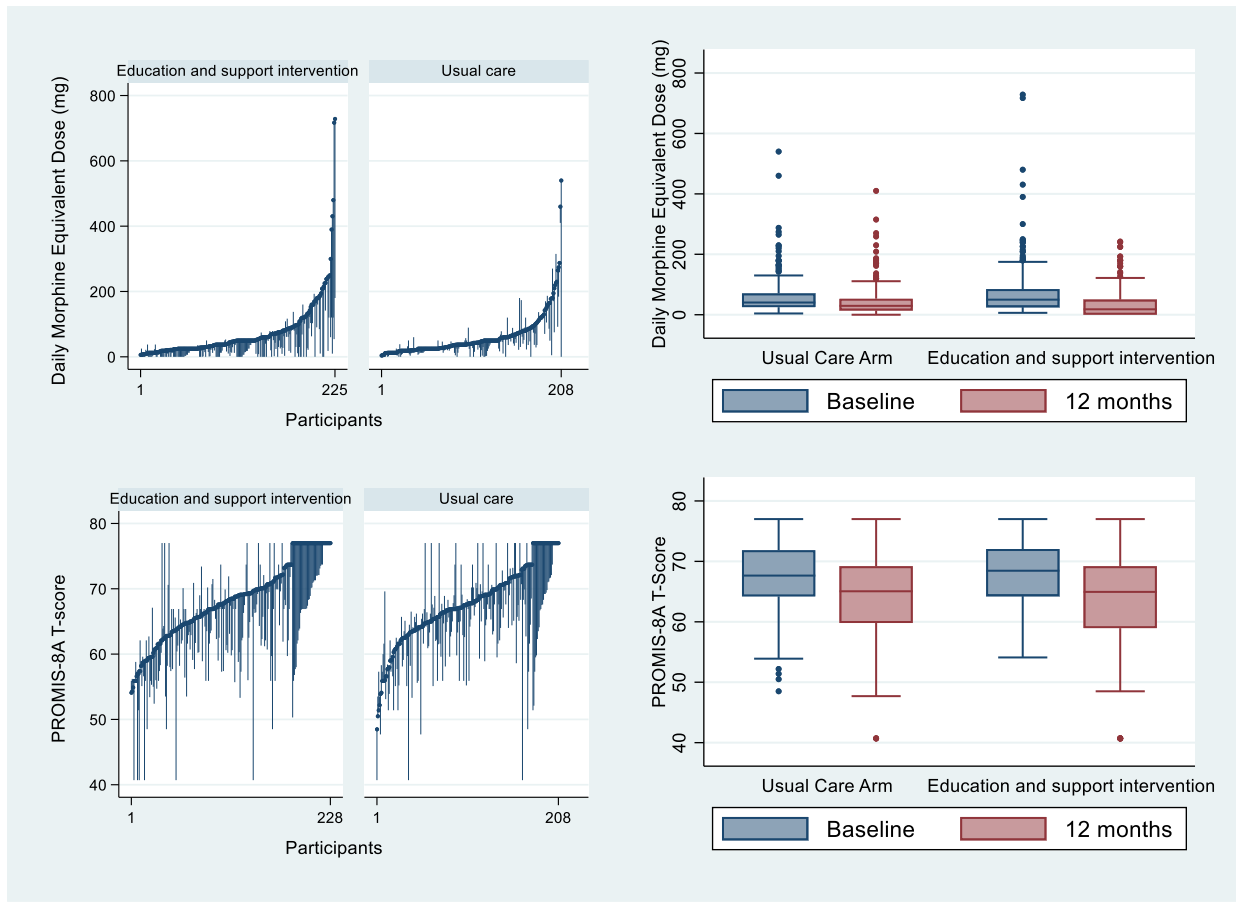 Education and support intervention
Usual care
Daily Morphine Equivalent Dose (mg)
800
600
400
200
0
1
225
1
208
Participants
Daily Morphine Equivalent Dose (mg)
800
600
400
200
0
Usual Care Arm
Education and support intervention
Baseline
12 months
Education and support intervention
Usual care
PROMIS-8A T-score
80
70
60
50
40
1
228
1
208
Participants
PROMIS-8A T-Score
80
70
60
50
40
Usual Care Arm
Education and support intervention
Baseline
12 months